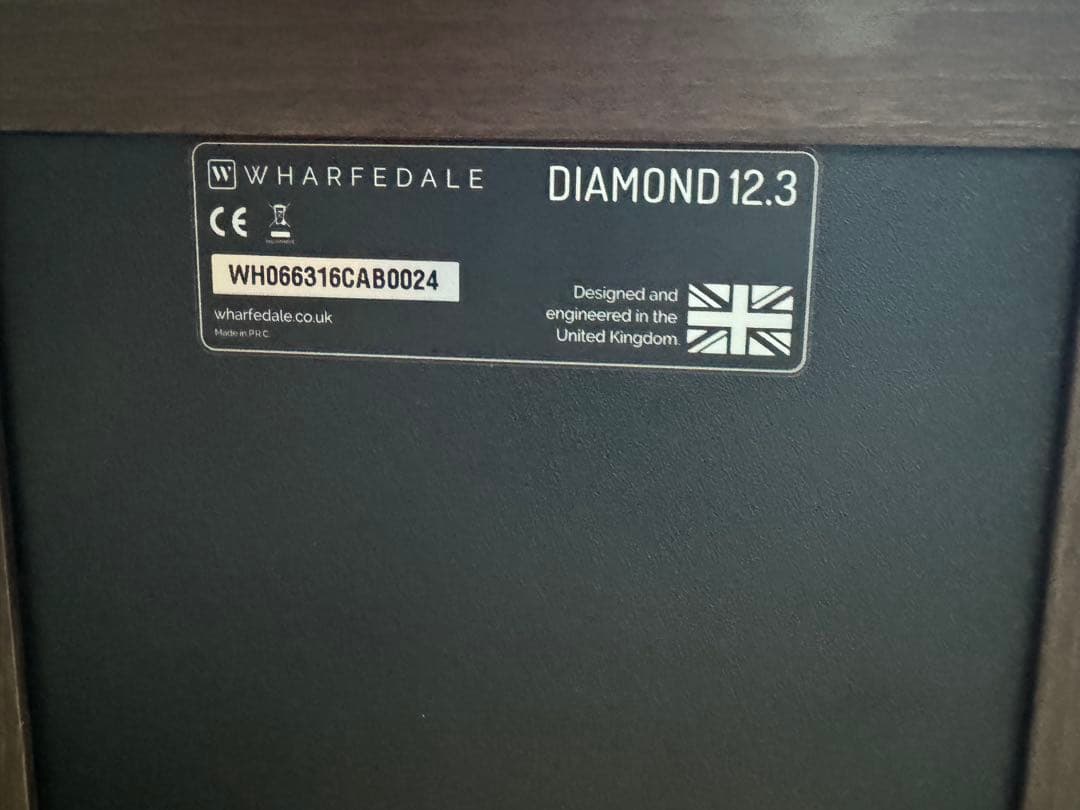 W WHARFEDALE
DIAMOND 12.3
CE
WH066316CAB0024
wharfedale.co.uk
Made in P.R.C.
Designed and
engineered in the
United Kingdom.